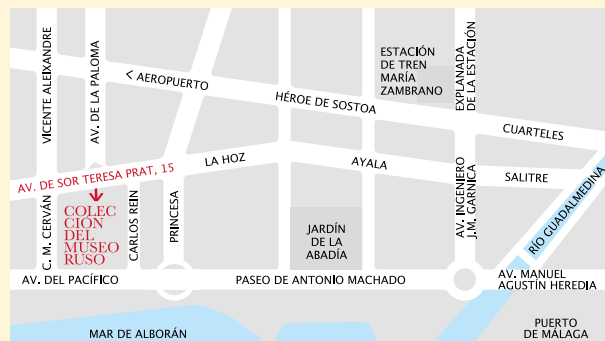 VICENTE ALEIXANDRE
AV. DE LA PALOMA
< AEROPUERTO
HÉROE DE SOSTOA
ESTACIÓN
DE TREN
MARÍA
ZAMBRANO
EXPLANADA
DE LA ESTACIÓN
CUARTELES
AV. DE SOR TERESA PRAT, 15
LA HOZ
AYALA
SALITRE
C. M. CERVÁN
COLEC
CIÓN
DEL
MUSEO
RUSO
CARLOS REIN
PRINCESA
JARDÍN
DE LA
ABADÍA
AV. INGENIERO
J.M. GARNICA
RÍO GUADALMEDINA
AV. DEL PACÍFICO
PASEO DE ANTONIO MACHADO
AV. MANUEL
AGUSTÍN HEREDIA
MAR DE ALBORÁN
PUERTO
DE MÁLAGA